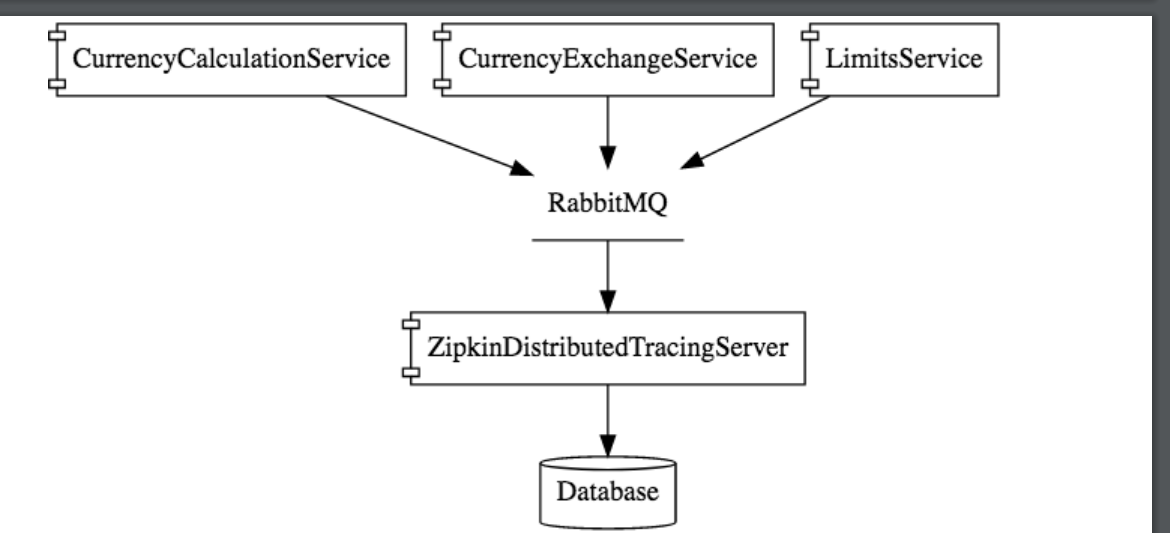 CurrencyCalculationService
CurrencyExchangeService
LimitsService
RabbitMQ
ZipkinDistributedTracingServer
Database